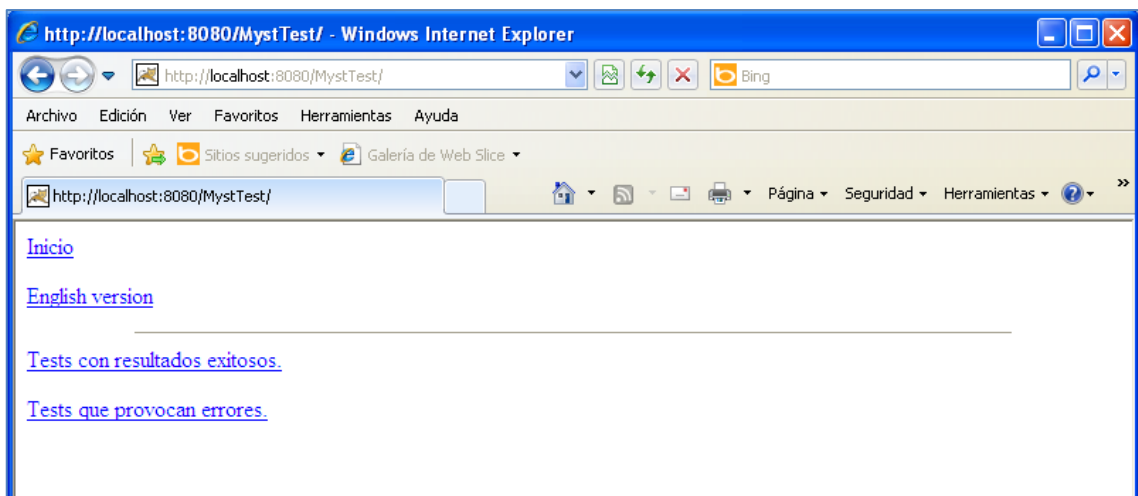 http://localhost:8080/MystTest/ - Windows Internet Explorer
http://localhost:8080/MystTest/ Bing
Archivo Edición Ver Favoritos Herramientas Ayuda
Favoritos Sitios sugeridos Galería de Web Slice
http://localhost:8080/MystTest/ Página Seguridad Herramientas »
Inicio
English version
Tests con resultados exitosos.
Tests que provocan errores.